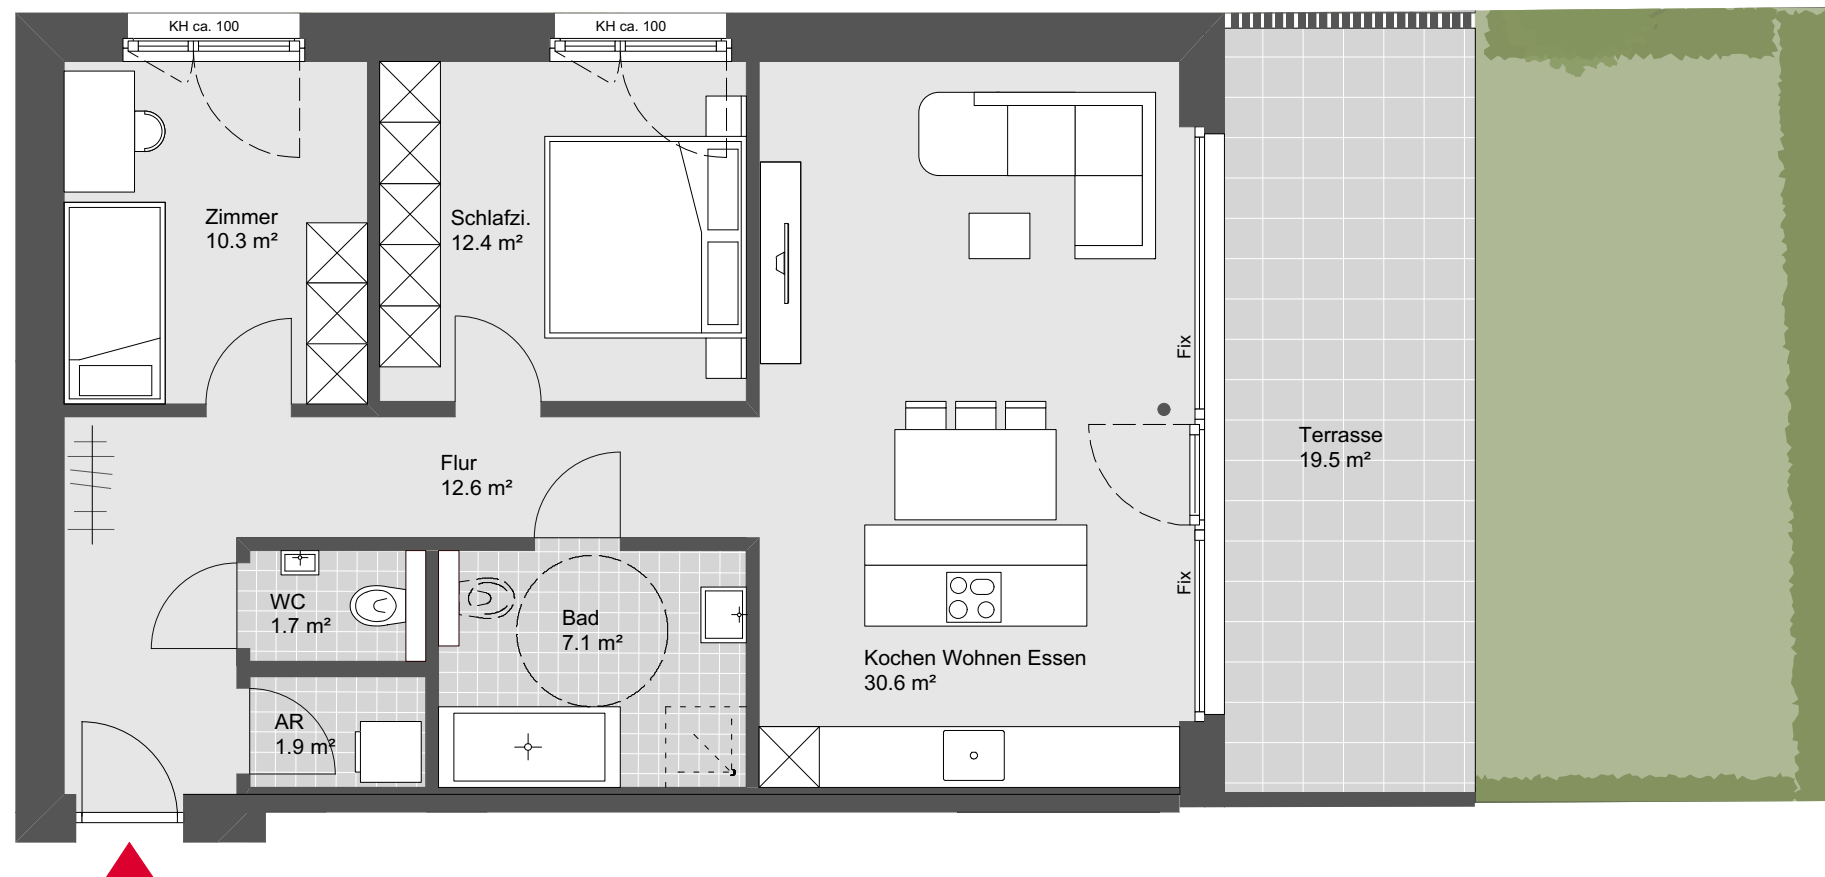 KH ca. 100
KH ca. 100
Zimmer
10.3 m²
Schlafzi.
12.4 m²
Fix
Terrasse
19.5 m²
Flur
12.6 m²
Fix
WC
1.7 m²
Bad
7.1 m²
Kochen Wohnen Essen
30.6 m²
AR
1.9 m²